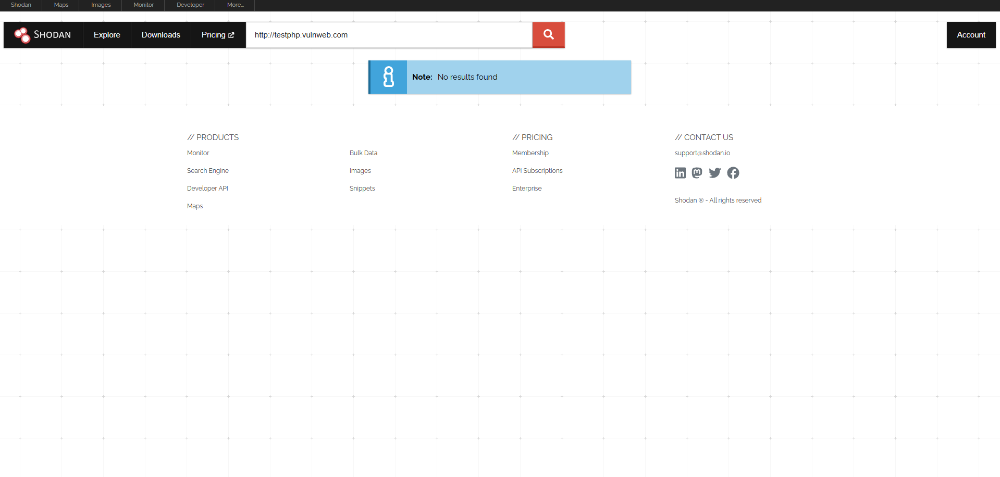 Shodan Maps Images Monitor Developer More...
SHODAN Explore Downloads Pricing http://testphp.vulnweb.com Account
Note: No results found
// PRODUCTS // PRICING // CONTACT US
Monitor Bulk Data Membership support@shodan.io
Search Engine Images API Subscriptions
Developer API Snippets Enterprise
Shodan ® - All rights reserved
Maps